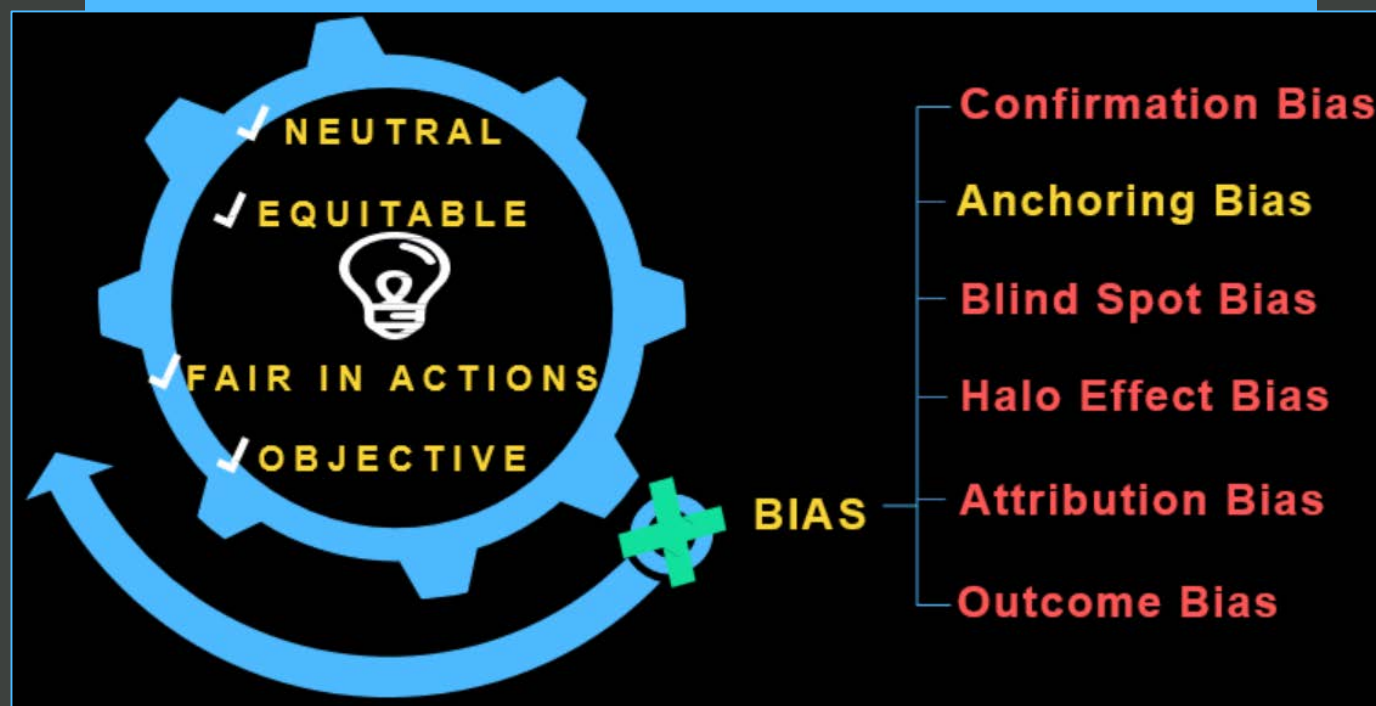 NEUTRAL
EQUITABLE
FAIR IN ACTIONS
OBJECTIVE
BIAS
Confirmation Bias
Anchoring Bias
Blind Spot Bias
Halo Effect Bias
Attribution Bias
Outcome Bias